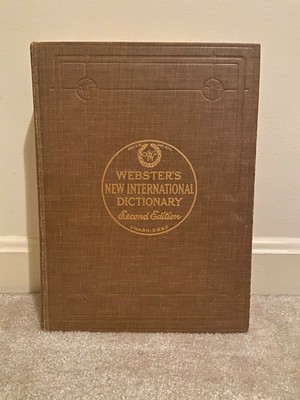 WEBSTER'S
NEW INTERNATIONAL
DICTIONARY
Second Edition
UNABRIDGED